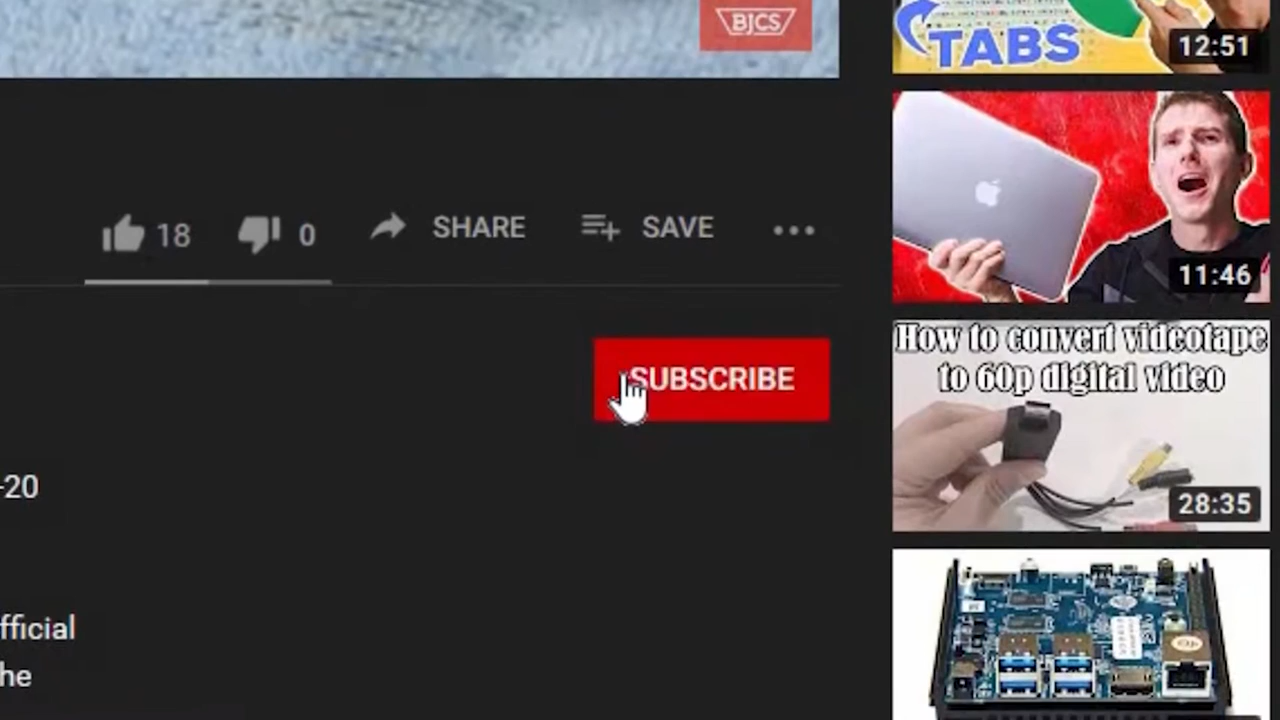 BJCS
18
0
SHARE
SAVE
SUBSCRIBE
-20
fficial
he
TABS
12:51
11:46
How to convert videotape
to 60p digital video
28:35